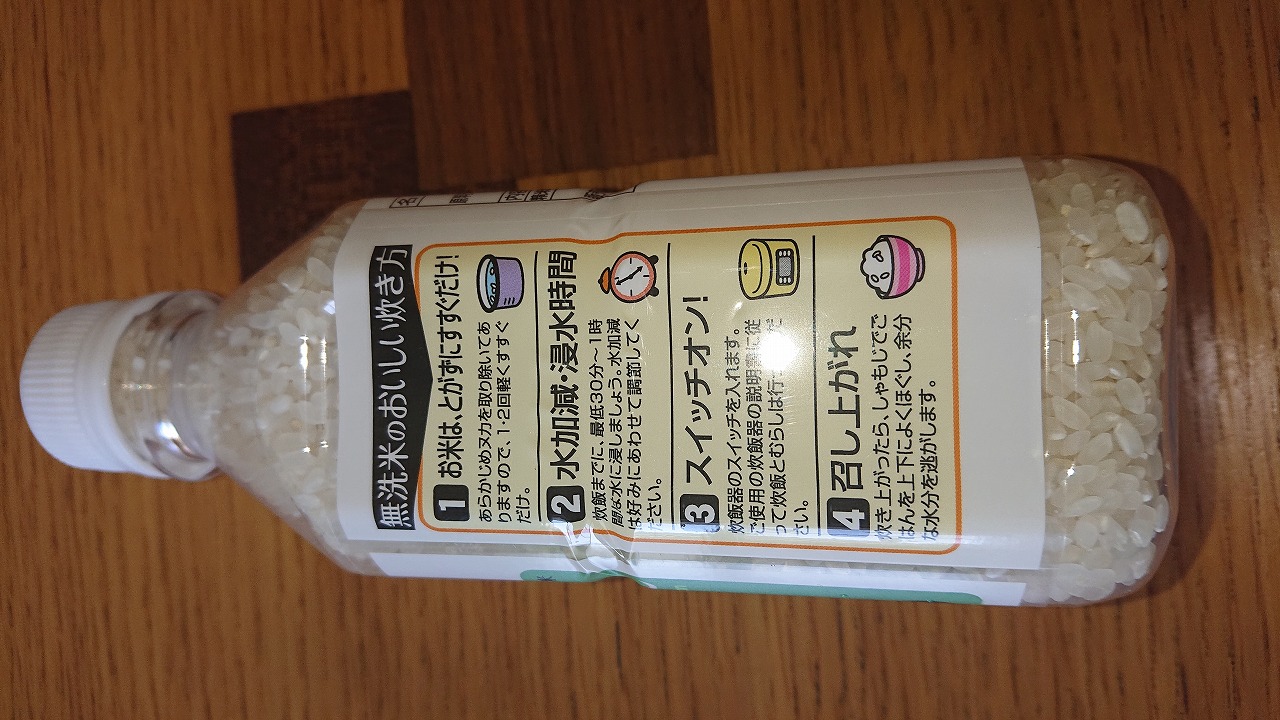 無洗米のおいしい炊き方
1 お米は、とがずにすすぐだけ!
あらかじめヌカを取り除いてあ
りますので、1・2回軽くすすぐ
だけ。
2 水加減・浸水時間
炊飯までに、最低30分〜1時
間は水に浸しましょう。水加減
は好みにあわせて調節してく
ださい。
3 スイッチオン!
炊飯器のスイッチを入れます。
ご使用の炊飯器の説明書に従
って炊飯とむらしは行
さい。
4 召し上がれ
炊き上がったら、しゃもじでご
はんを上下によくほぐし、余分
な水分を逃がします。